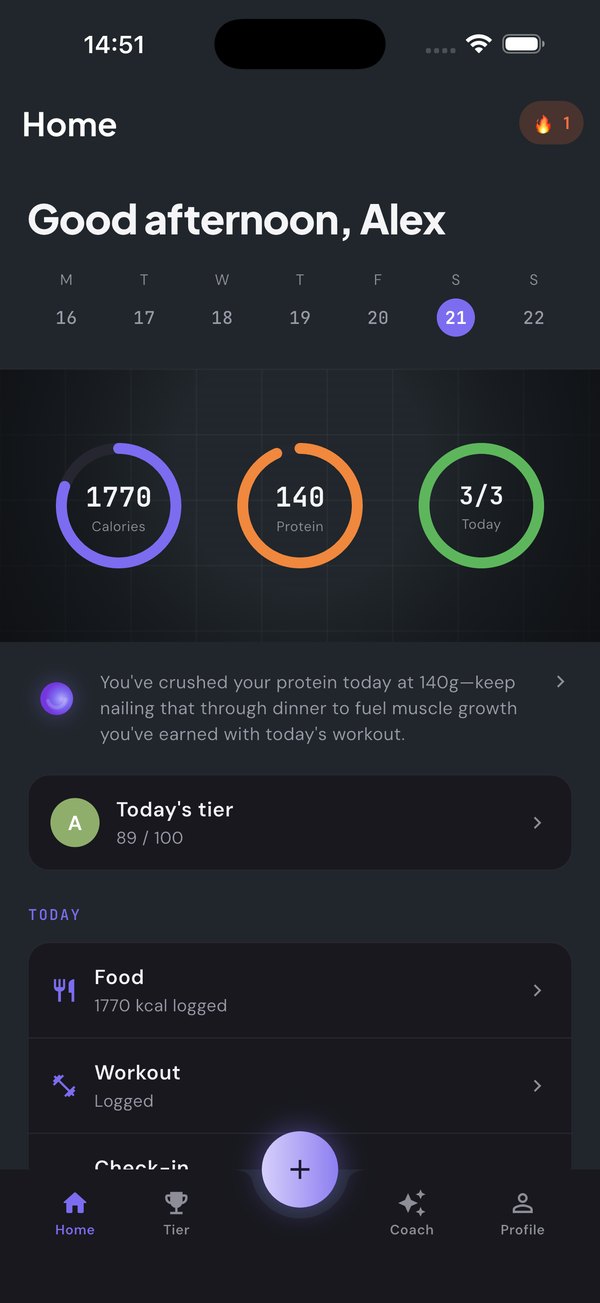 14:51
Home
🔥 1
Good afternoon, Alex
M T W T F S S
16 17 18 19 20 21 22
1770 140 3/3
Calories Protein Today
You've crushed your protein today at 140g—keep
nailing that through dinner to fuel muscle growth
you've earned with today's workout.
A
Today's tier
89 / 100
TODAY
Food
1770 kcal logged
Workout
Logged
Check-in
+
Home Tier Coach Profile